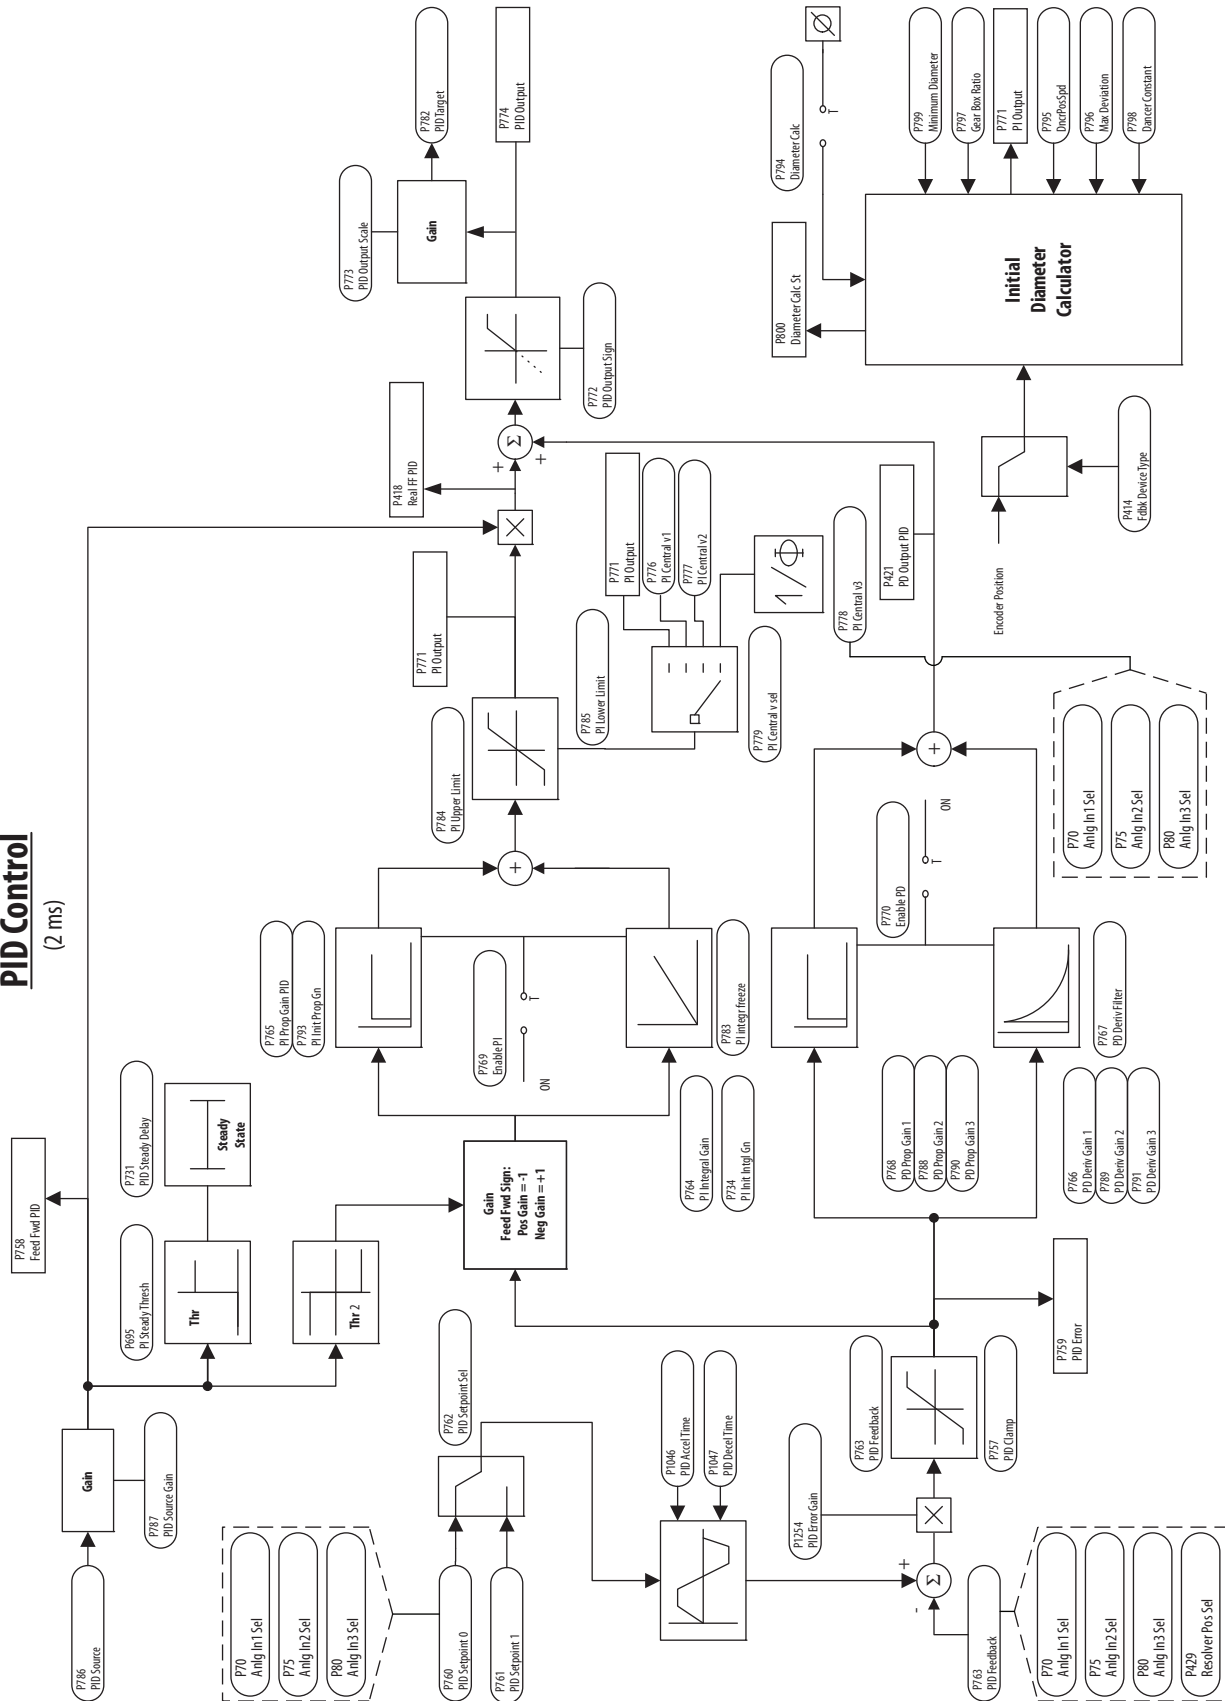 PID Control
(2 ms)
P786
PID Source
Gain
P787
PID Source Gain
P758
Feed Fwd PID
P695
PI Steady Thresh
Thr
P731
PID Steady Delay
Steady
State
Thr 2
P70
Anlg In1 Sel
P75
Anlg In2 Sel
P80
Anlg In3 Sel
P760
PID Setpoint 0
P761
PID Setpoint 1
P762
PID Setpoint Sel
Gain
Feed Fwd Sign:
Pos Gain = -1
Neg Gain = +1
P765
PI Prop Gain PID
P793
PI Init Prop Gn
P769
Enable PI
ON
T
P764
PI Integral Gain
P734
PI Init Intgl Gn
P783
PI integr freeze
+
P784
PI Upper Limit
P785
PI Lower Limit
P771
PI Output
P418
Real FF PID
+
+
Σ
P772
PID Output Sign
P773
PID Output Scale
Gain
P782
PID Target
P774
PID Output
P771
PI Output
P776
PI Central v1
P777
PI Central v2
1/Φ
P778
PI Central v3
P779
PI Central v sel
P1046
PID Accel Time
P1047
PID Decel Time
P1254
PID Error Gain
+
-
Σ
P763
PID Feedback
P70
Anlg In1 Sel
P75
Anlg In2 Sel
P80
Anlg In3 Sel
P429
Resolver Pos Sel
P763
PID Feedback
P757
PID Clamp
P759
PID Error
P768
PD Prop Gain 1
P788
PD Prop Gain 2
P790
PD Prop Gain 3
P766
PD Deriv Gain 1
P789
PD Deriv Gain 2
P791
PD Deriv Gain 3
P767
PD Deriv Filter
P770
Enable PD
T
ON
+
P421
PD Output PID
P70
Anlg In1 Sel
P75
Anlg In2 Sel
P80
Anlg In3 Sel
Encoder Position
P414
Fdbk Device Type
P800
Diameter Calc St
P794
Diameter Calc
T
Ø
Initial
Diameter
Calculator
P799
Minimum Diameter
P797
Gear Box Ratio
P771
PI Output
P795
DncrPosSpd
P796
Max Deviation
P798
Dancer Constant